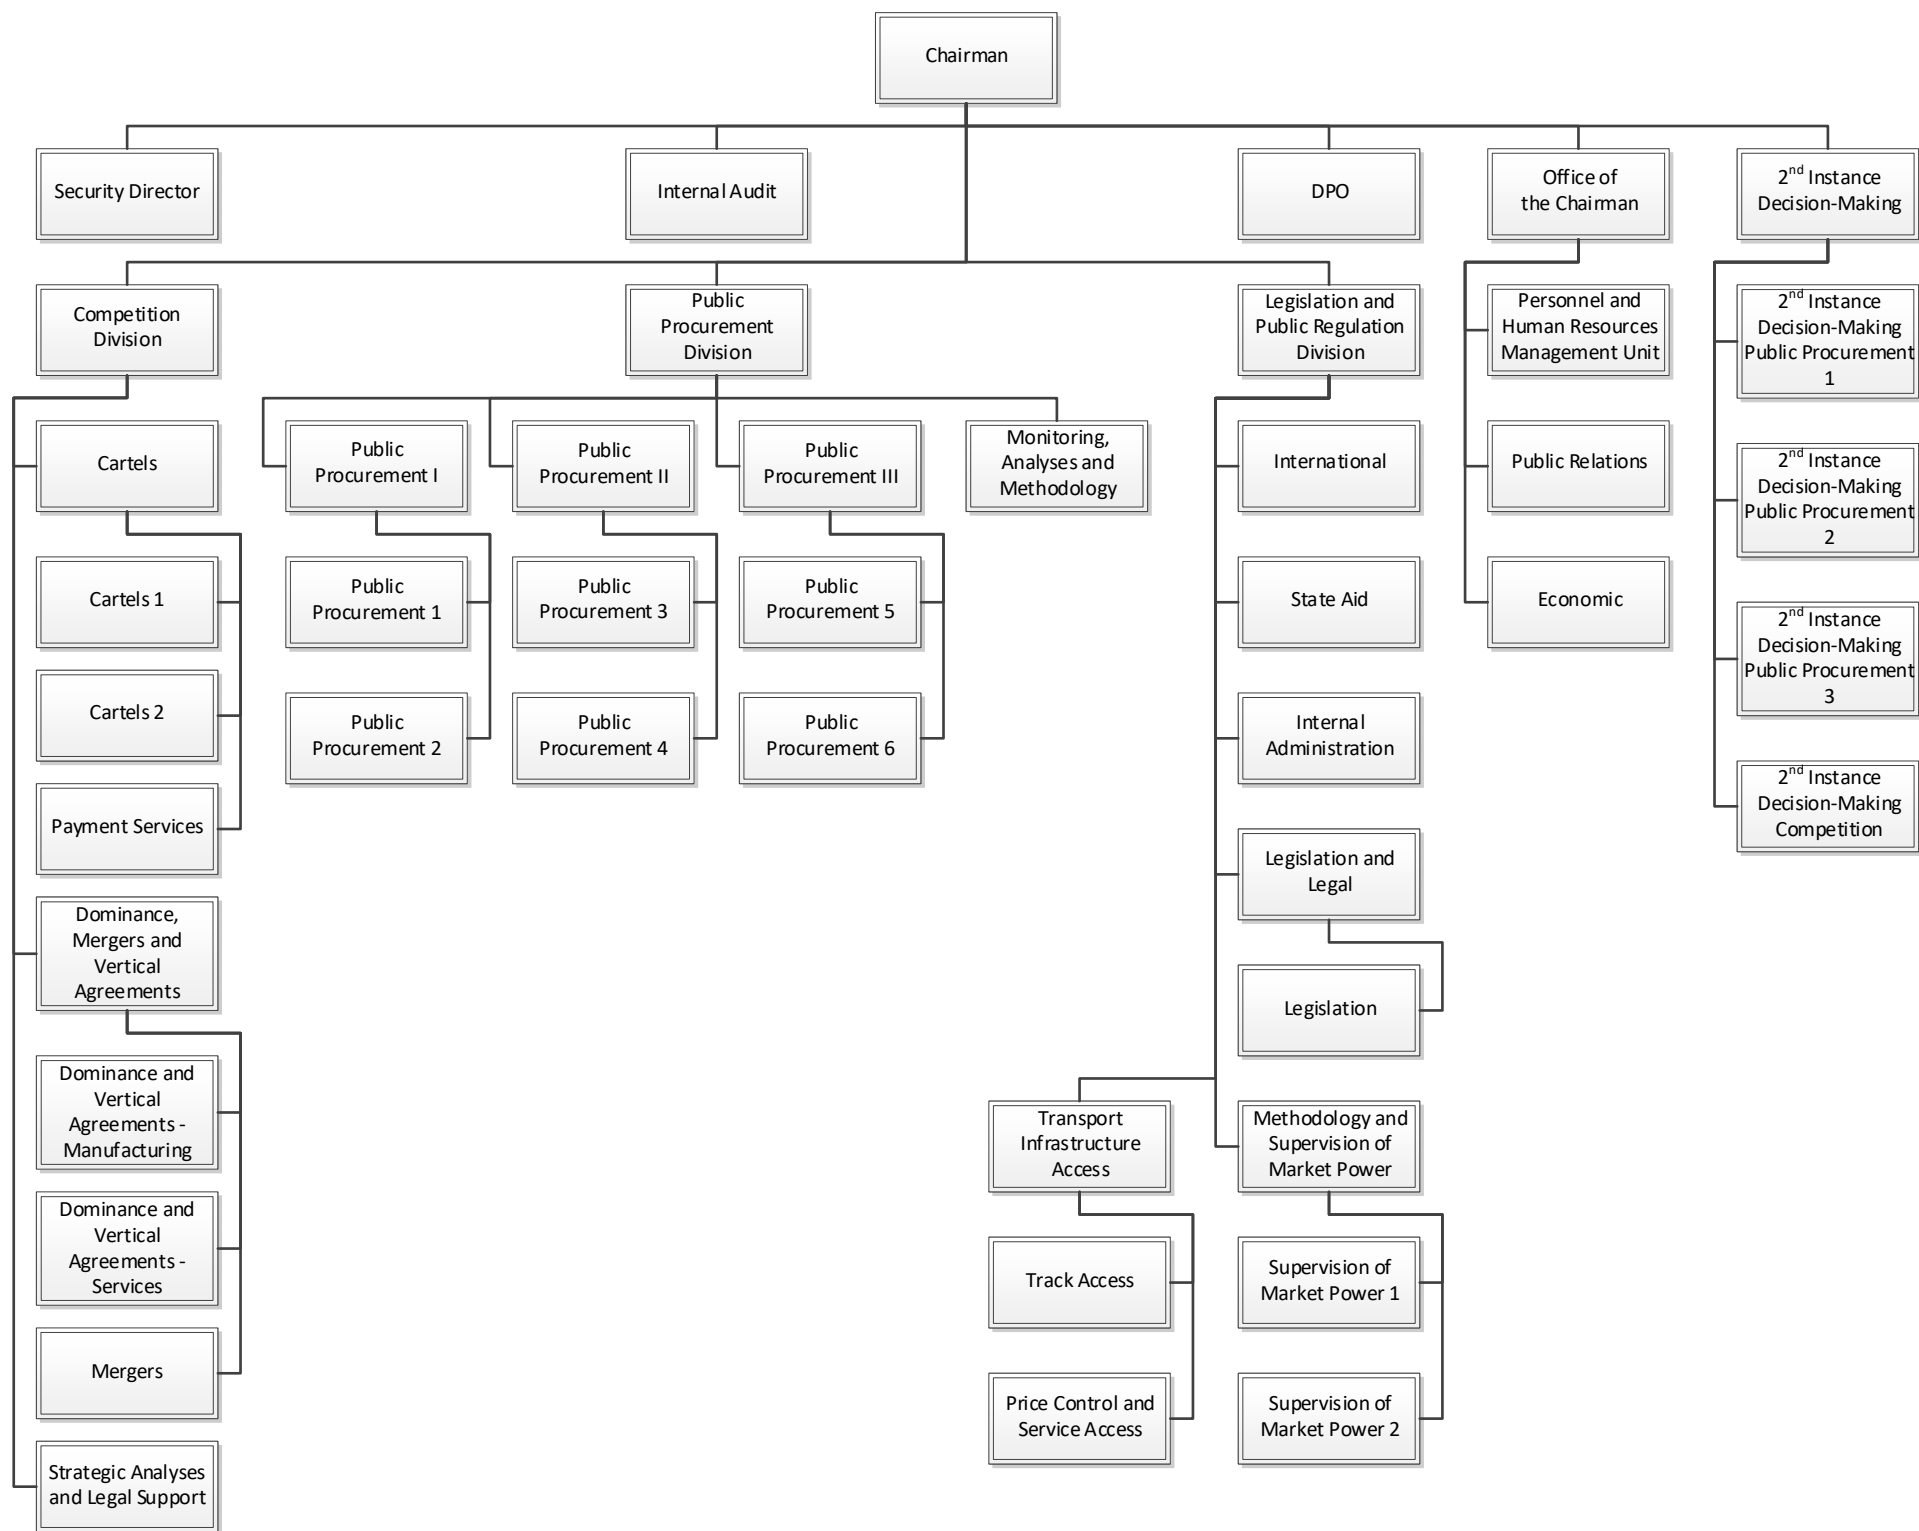 Chairman
Security Director
Internal Audit
DPO
Office of
the Chairman
2nd Instance
Decision-Making
Competition
Division
Public
Procurement
Division
Legislation and
Public Regulation
Division
Personnel and
Human Resources
Management Unit
2nd Instance
Decision-Making
Public Procurement
1
Cartels
Public
Procurement I
Public
Procurement II
Public
Procurement III
Monitoring,
Analyses and
Methodology
International
Public Relations
2nd Instance
Decision-Making
Public Procurement
2
Cartels 1
Public
Procurement 1
Public
Procurement 3
Public
Procurement 5
State Aid
Economic
2nd Instance
Decision-Making
Public Procurement
3
Cartels 2
Public
Procurement 2
Public
Procurement 4
Public
Procurement 6
Internal
Administration
2nd Instance
Decision-Making
Competition
Payment Services
Legislation and
Legal
Dominance,
Mergers and
Vertical
Agreements
Legislation
Dominance and
Vertical
Agreements -
Manufacturing
Transport
Infrastructure
Access
Methodology and
Supervision of
Market Power
Dominance and
Vertical
Agreements -
Services
Track Access
Supervision of
Market Power 1
Mergers
Price Control and
Service Access
Supervision of
Market Power 2
Strategic Analyses
and Legal Support